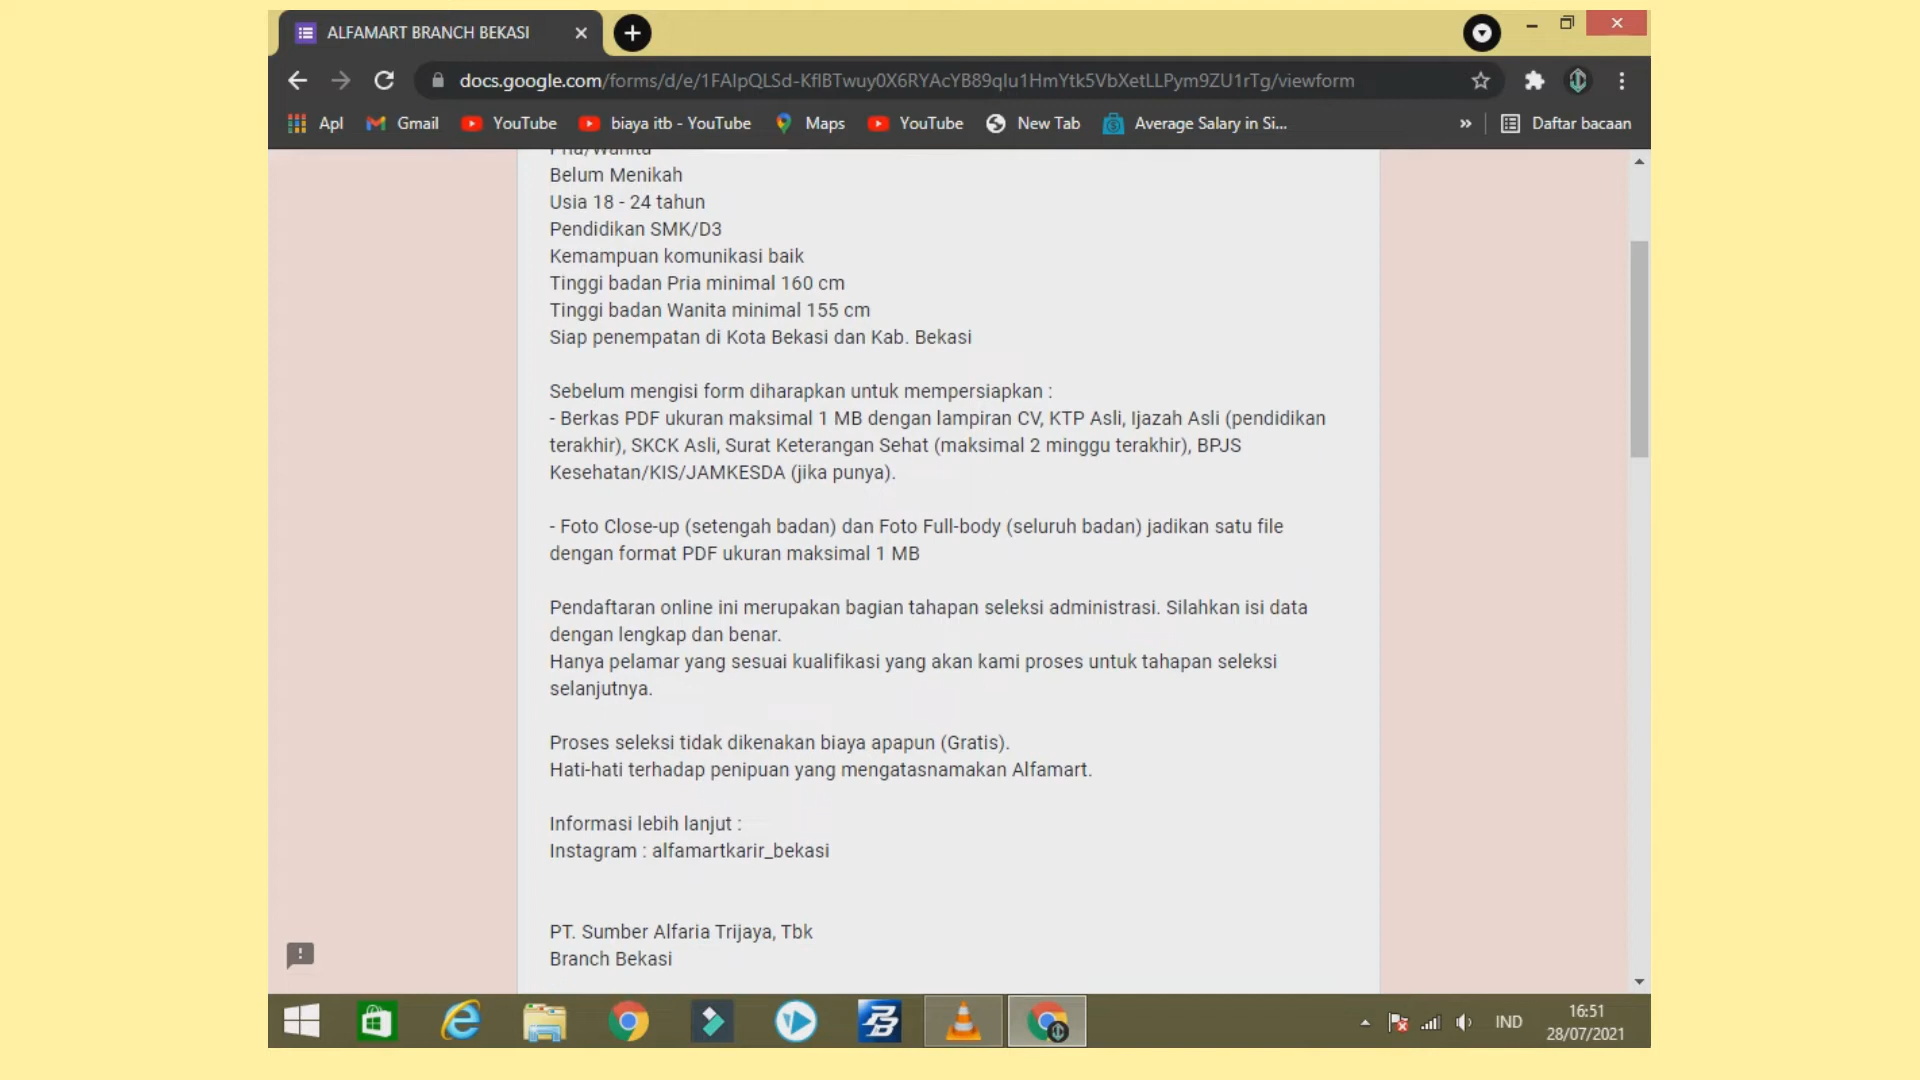 ALFAMART BRANCH BEKASI
docs.google.com/forms/d/e/1FAIpQLSd-KflBTwuy0X6RYAcYB89qIu1HmYtk5VbXetLLPym9ZU1rTg/viewform
Apl Gmail YouTube biaya itb - YouTube Maps YouTube New Tab Average Salary in Si... » Daftar bacaan
Pria/Wanita
Belum Menikah
Usia 18 - 24 tahun
Pendidikan SMK/D3
Kemampuan komunikasi baik
Tinggi badan Pria minimal 160 cm
Tinggi badan Wanita minimal 155 cm
Siap penempatan di Kota Bekasi dan Kab. Bekasi
Sebelum mengisi form diharapkan untuk mempersiapkan :
- Berkas PDF ukuran maksimal 1 MB dengan lampiran CV, KTP Asli, Ijazah Asli (pendidikan
terakhir), SKCK Asli, Surat Keterangan Sehat (maksimal 2 minggu terakhir), BPJS
Kesehatan/KIS/JAMKESDA (jika punya).
- Foto Close-up (setengah badan) dan Foto Full-body (seluruh badan) jadikan satu file
dengan format PDF ukuran maksimal 1 MB
Pendaftaran online ini merupakan bagian tahapan seleksi administrasi. Silahkan isi data
dengan lengkap dan benar.
Hanya pelamar yang sesuai kualifikasi yang akan kami proses untuk tahapan seleksi
selanjutnya.
Proses seleksi tidak dikenakan biaya apapun (Gratis).
Hati-hati terhadap penipuan yang mengatasnamakan Alfamart.
Informasi lebih lanjut :
Instagram : alfamartkarir_bekasi
PT. Sumber Alfaria Trijaya, Tbk
Branch Bekasi
IND
16:51
28/07/2021